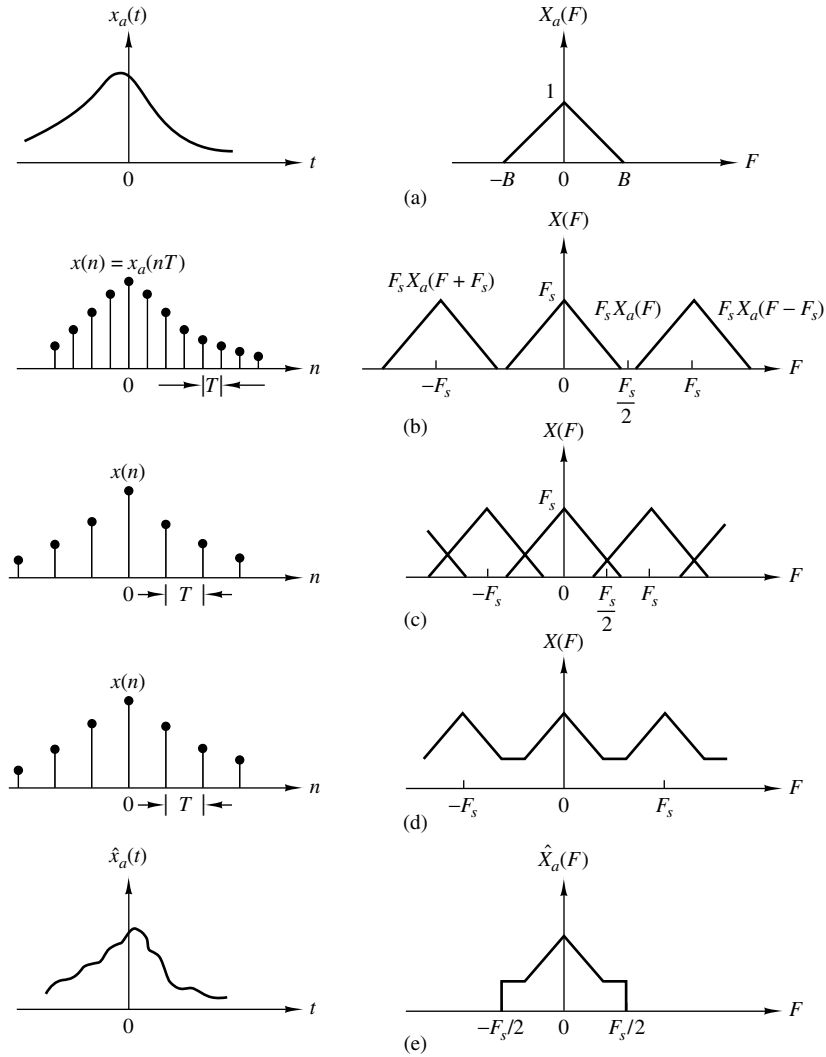 x_a(t)
X_a(F)
1
0
t
−B
0
B
F
(a)
x(n) = x_a(nT)
X(F)
F_s X_a(F + F_s)
F_s
F_s X_a(F)
F_s X_a(F − F_s)
0
|T|
n
−F_s
0
F_s/2
F_s
F
(b)
x(n)
X(F)
F_s
0
T
n
−F_s
0
F_s/2
F_s
F
(c)
x(n)
X(F)
0
T
n
−F_s
0
F_s
F
(d)
x̂_a(t)
X̂_a(F)
0
t
−F_s/2
0
F_s/2
F
(e)